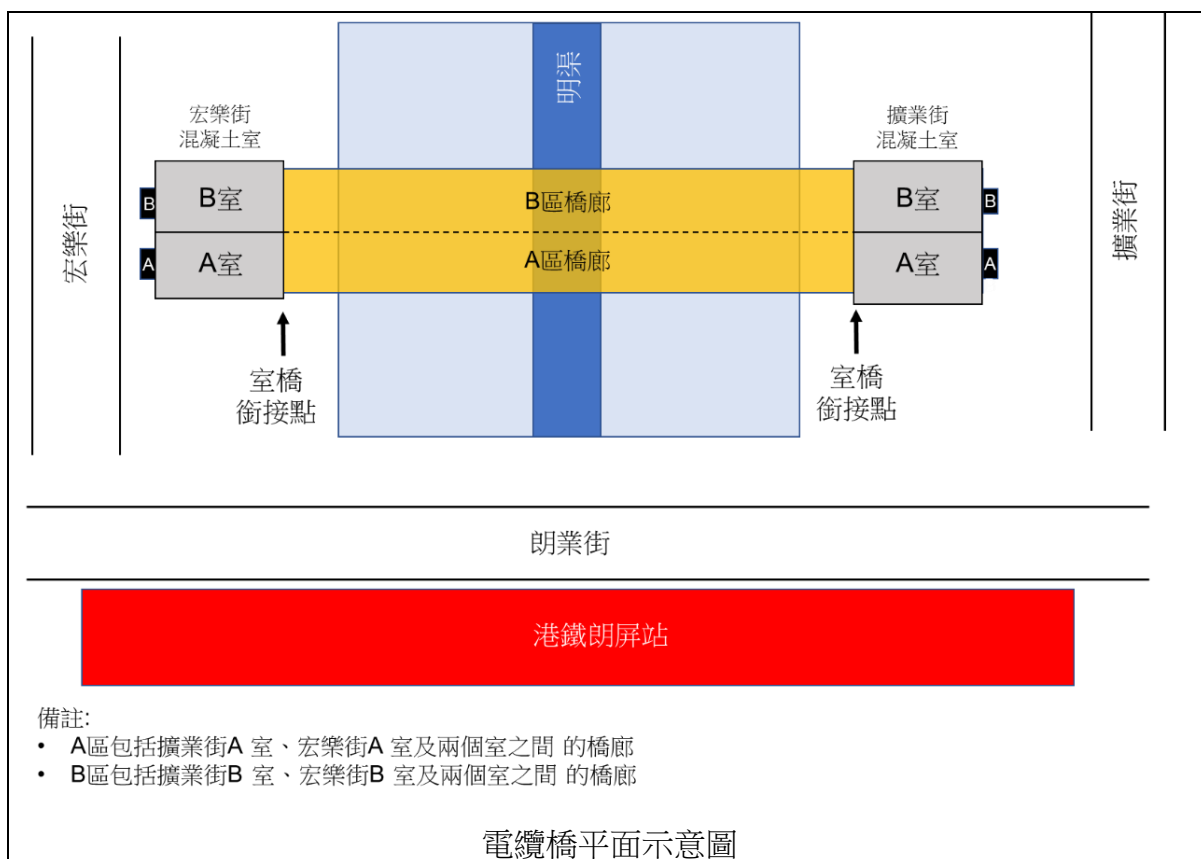 明渠
宏樂街
混凝土室
擴業街
混凝土室
B
B室
B區橋廊
B室
B
宏樂街
擴業街
A
A室
A區橋廊
A室
A
室橋
銜接點
室橋
銜接點
朗業街
港鐵朗屏站
備註:
• A區包括擴業街A 室、宏樂街A 室及兩個室之間 的橋廊
• B區包括擴業街B 室、宏樂街B 室及兩個室之間 的橋廊
電纜橋平面示意圖